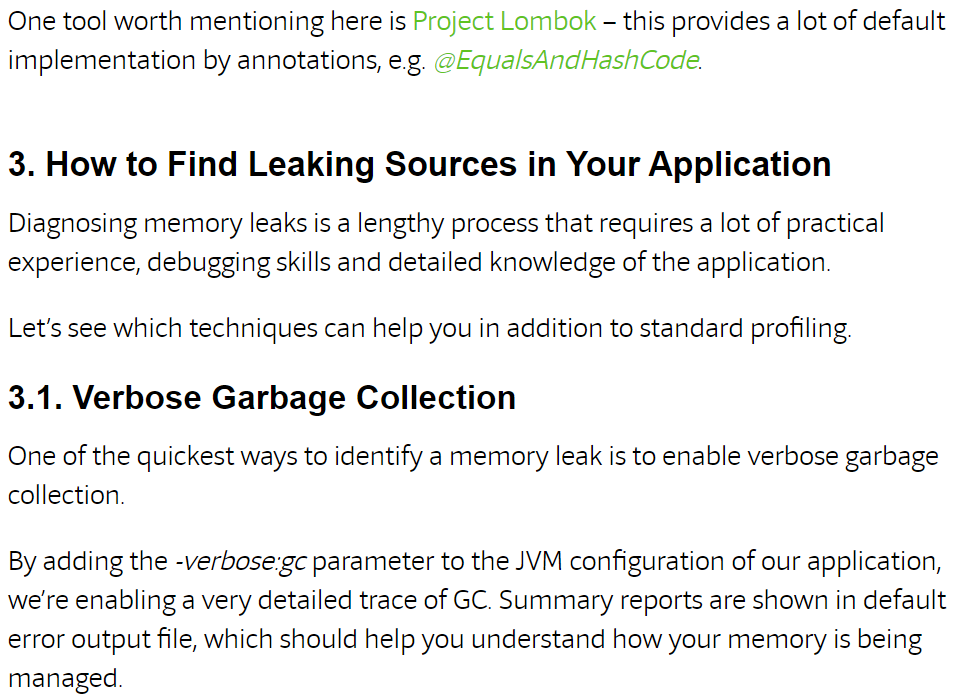 One tool worth mentioning here is Project Lombok – this provides a lot of default
implementation by annotations, e.g. @EqualsAndHashCode.
3. How to Find Leaking Sources in Your Application
Diagnosing memory leaks is a lengthy process that requires a lot of practical
experience, debugging skills and detailed knowledge of the application.
Let’s see which techniques can help you in addition to standard profiling.
3.1. Verbose Garbage Collection
One of the quickest ways to identify a memory leak is to enable verbose garbage
collection.
By adding the -verbose:gc parameter to the JVM configuration of our application,
we’re enabling a very detailed trace of GC. Summary reports are shown in default
error output file, which should help you understand how your memory is being
managed.